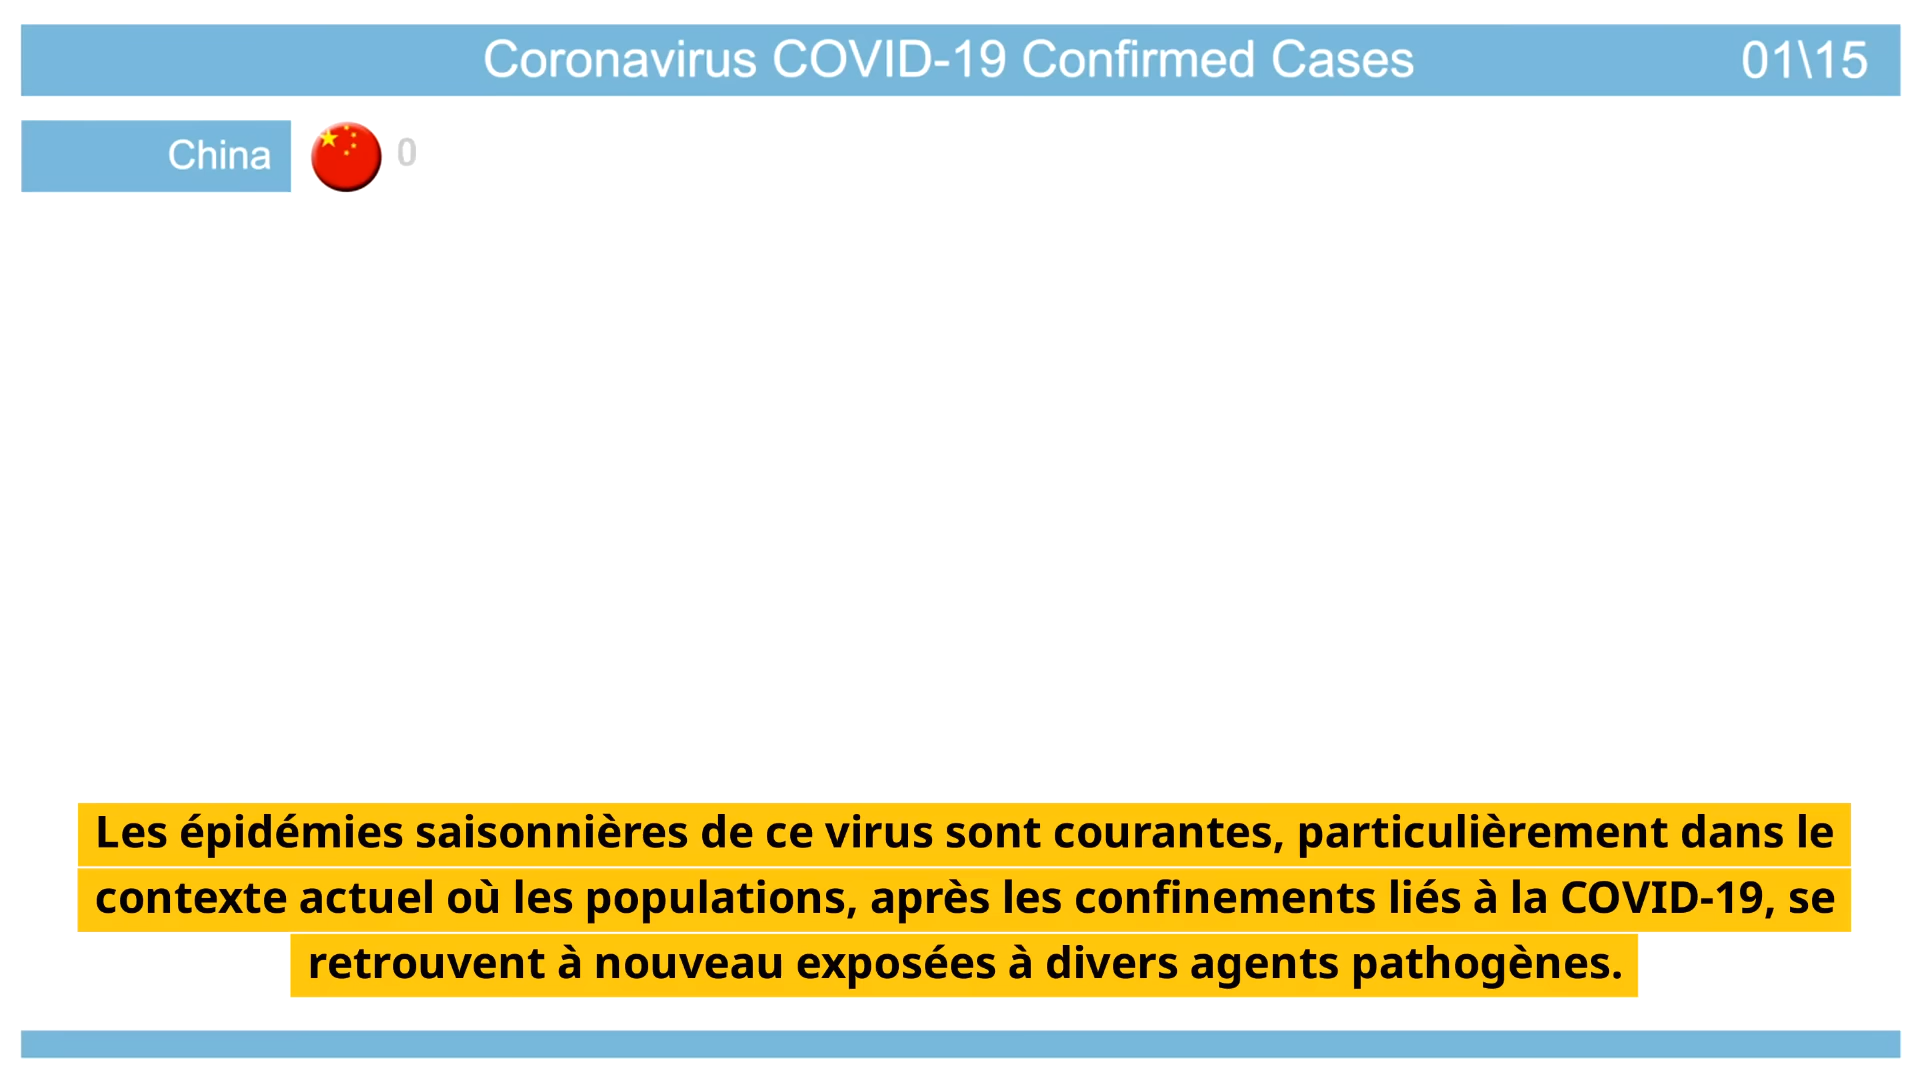 Coronavirus COVID-19 Confirmed Cases 01\15
China 0
Les épidémies saisonnières de ce virus sont courantes, particulièrement dans le
contexte actuel où les populations, après les confinements liés à la COVID-19, se
retrouvent à nouveau exposées à divers agents pathogènes.